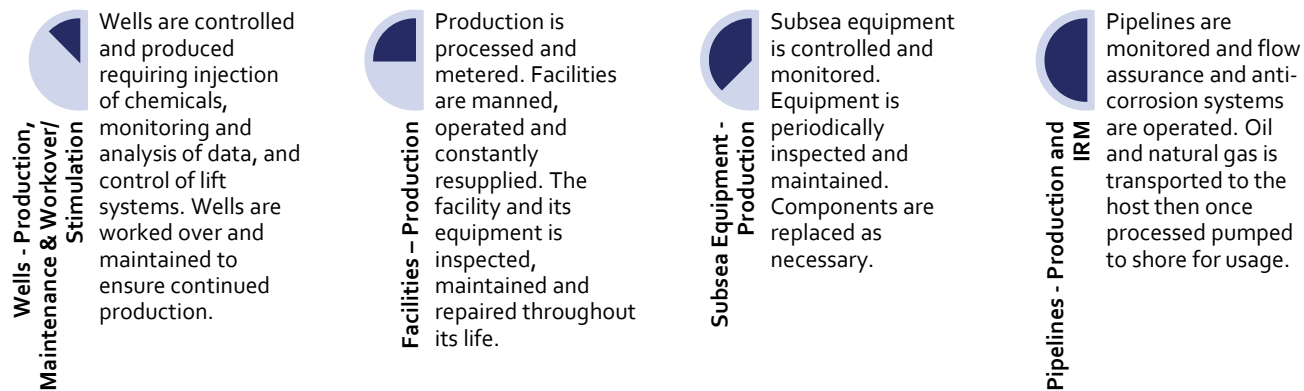 Wells - Production,
Maintenance & Workover/
Stimulation
Wells are controlled
and produced
requiring injection
of chemicals,
monitoring and
analysis of data, and
control of lift
systems. Wells are
worked over and
maintained to
ensure continued
production.
Facilities – Production
Production is
processed and
metered. Facilities
are manned,
operated and
constantly
resupplied. The
facility and its
equipment is
inspected,
maintained and
repaired throughout
its life.
Subsea Equipment -
Production
Subsea equipment
is controlled and
monitored.
Equipment is
periodically
inspected and
maintained.
Components are
replaced as
necessary.
Pipelines - Production and
IRM
Pipelines are
monitored and flow
assurance and anti-
corrosion systems
are operated. Oil
and natural gas is
transported to the
host then once
processed pumped
to shore for usage.